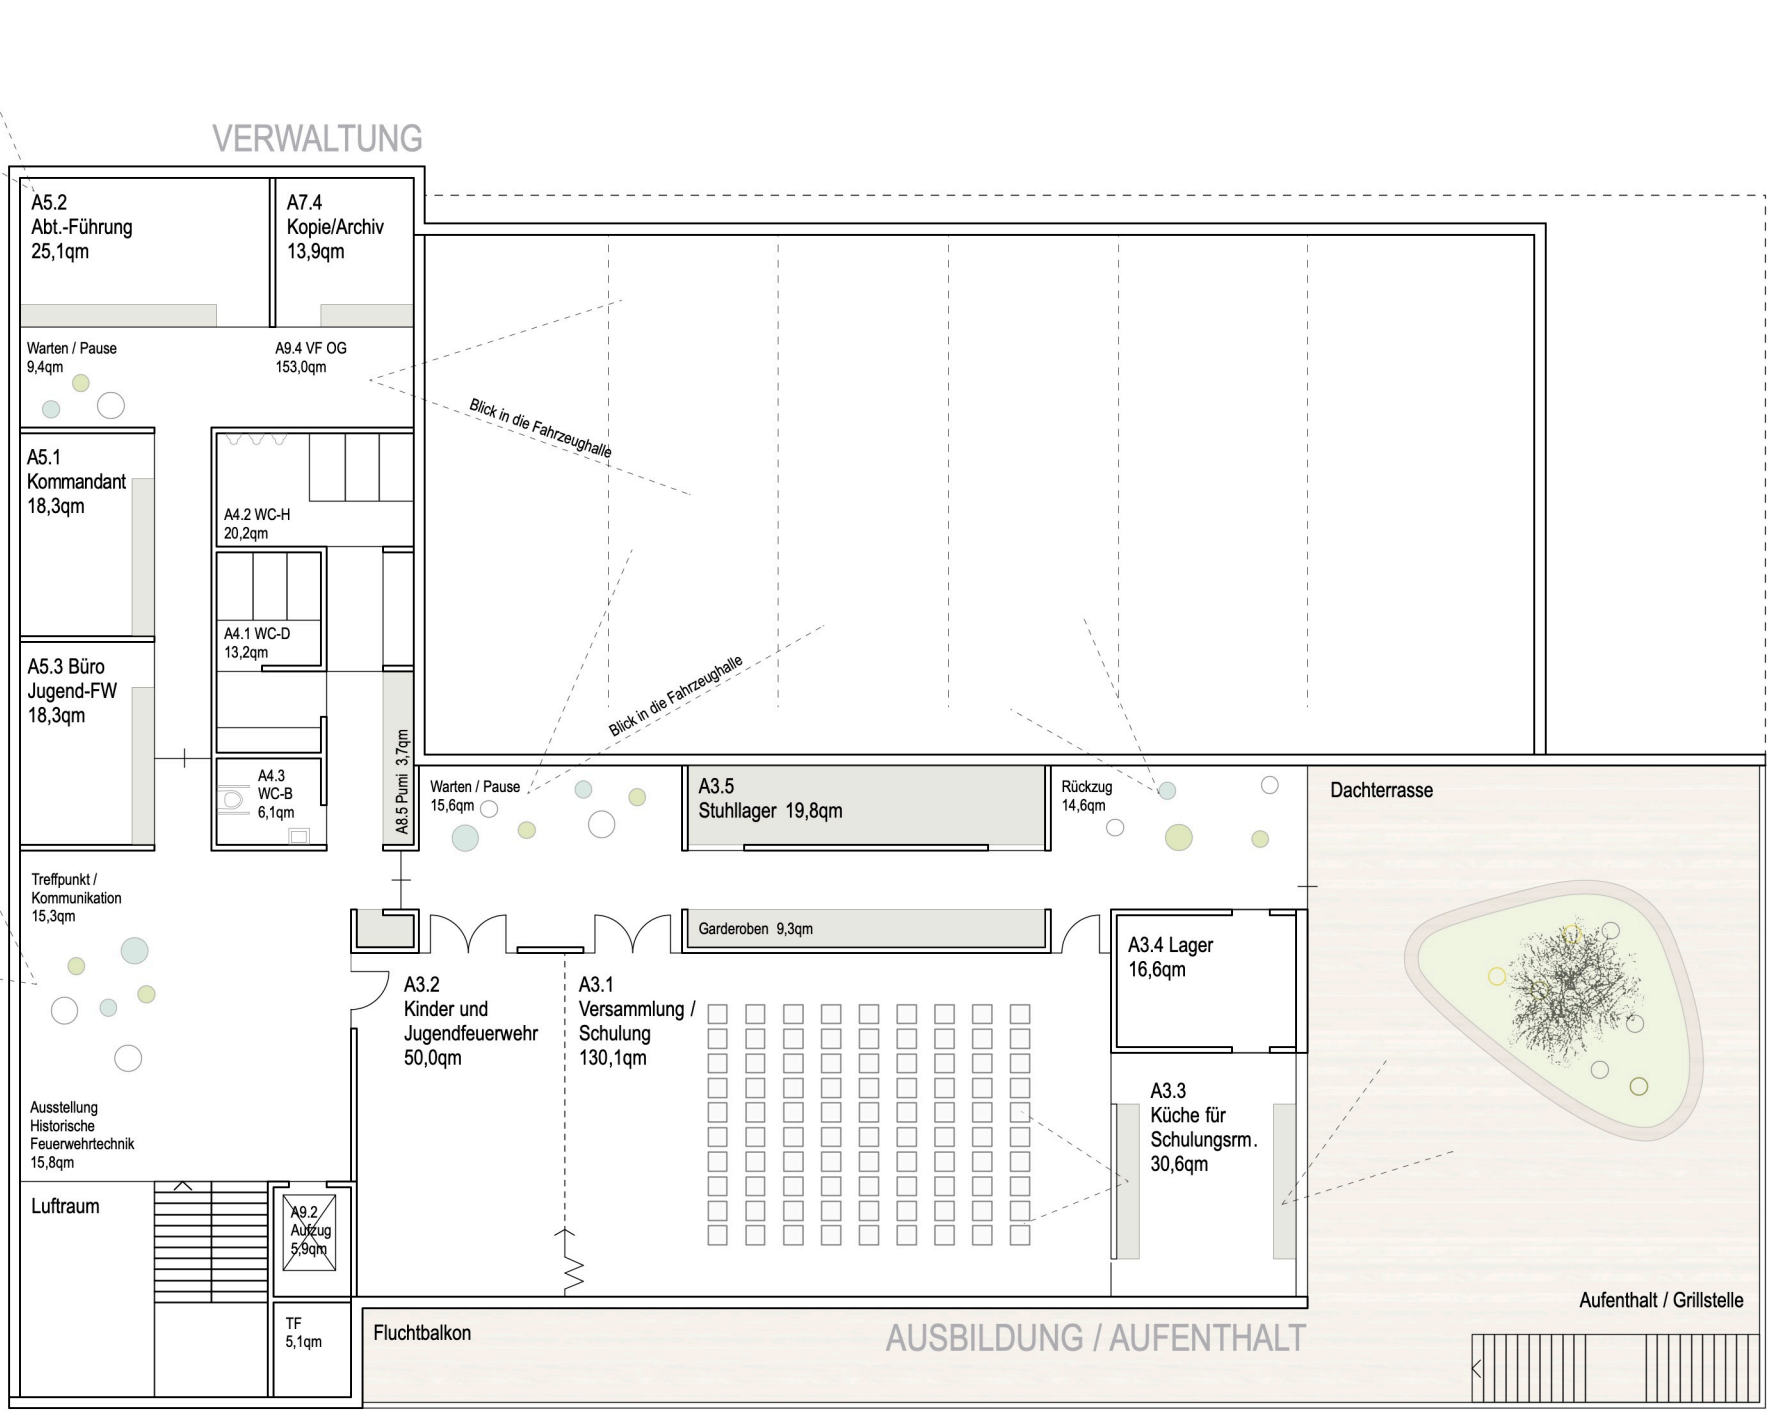 VERWALTUNG
A5.2
Abt.-Führung
25,1qm
A7.4
Kopie/Archiv
13,9qm
Warten / Pause
9,4qm
A9.4 VF OG
153,0qm
Blick in die Fahrzeughalle
A5.1
Kommandant
18,3qm
A4.2 WC-H
20,2qm
A4.1 WC-D
13,2qm
A5.3 Büro
Jugend-FW
18,3qm
Blick in die Fahrzeughalle
A4.3
WC-B
6,1qm
A8.5 Pumi 3,7qm
Warten / Pause
15,6qm
A3.5
Stuhllager 19,8qm
Rückzug
14,6qm
Dachterrasse
Treffpunkt /
Kommunikation
15,3qm
Garderoben 9,3qm
A3.4 Lager
16,6qm
A3.2
Kinder und
Jugendfeuerwehr
50,0qm
A3.1
Versammlung /
Schulung
130,1qm
A3.3
Küche für
Schulungsrm.
30,6qm
Ausstellung
Historische
Feuerwehrtechnik
15,8qm
Luftraum
A9.2
Aufzug
5,9qm
TF
5,1qm
Fluchtbalkon
AUSBILDUNG / AUFENTHALT
Aufenthalt / Grillstelle